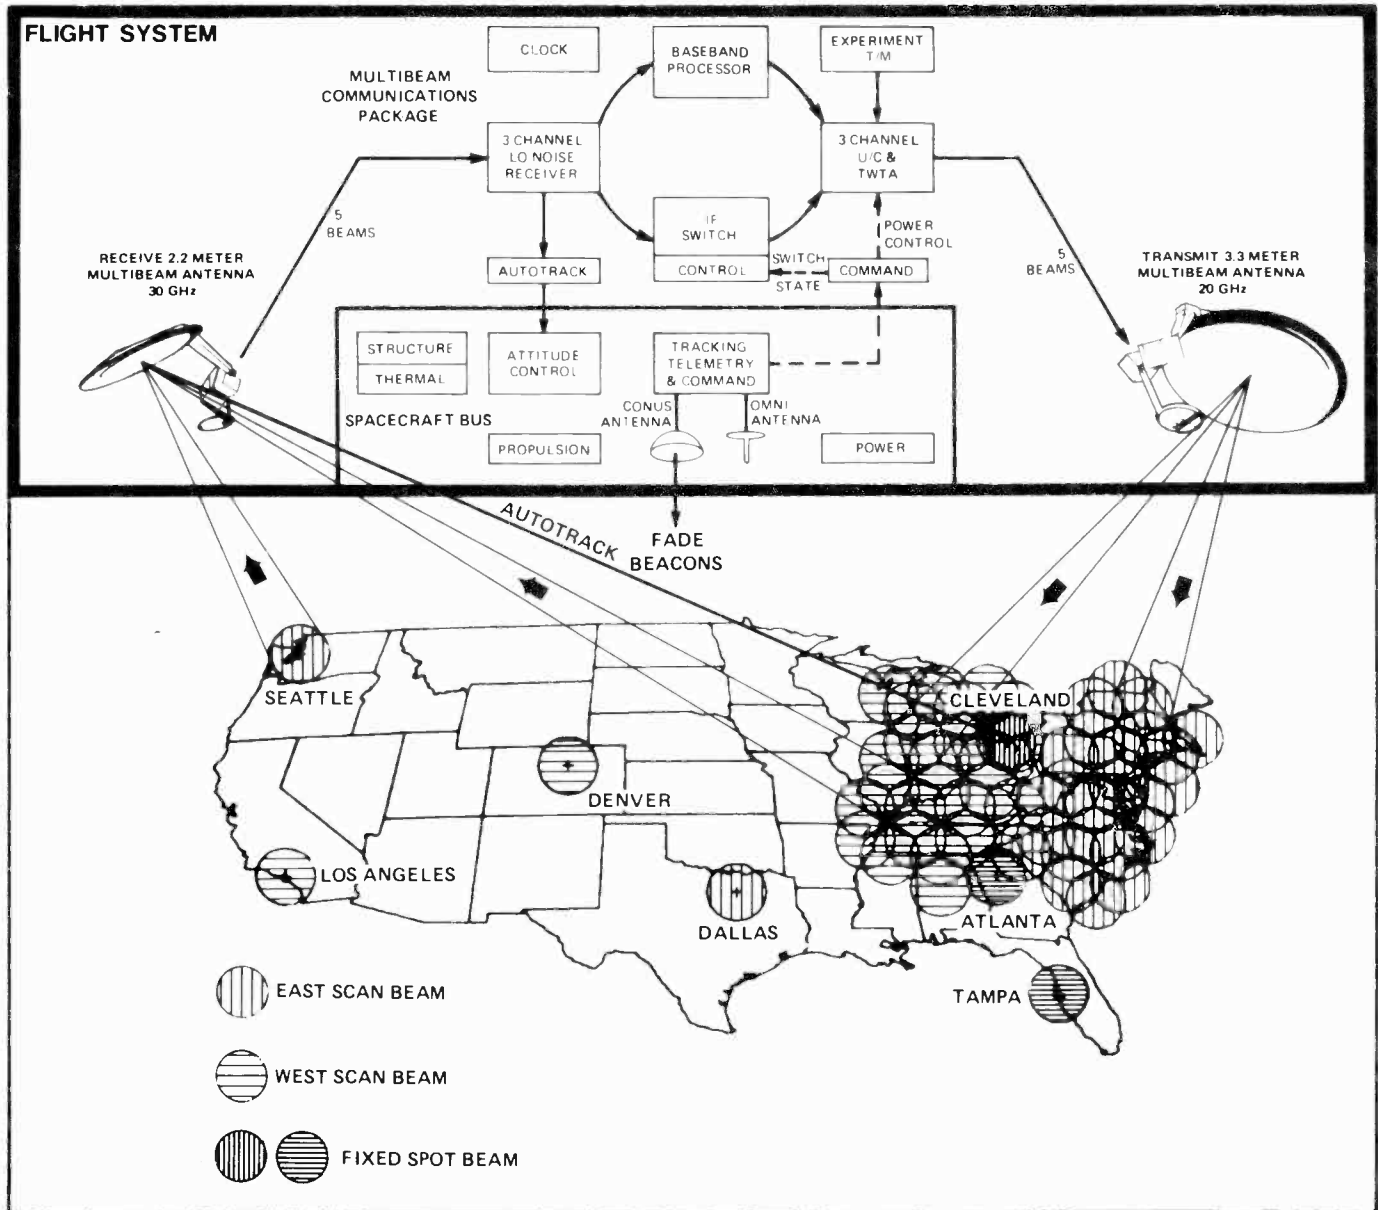 FLIGHT SYSTEM
CLOCK
BASEBAND
PROCESSOR
EXPERIMENT
T/M
MULTIBEAM
COMMUNICATIONS
PACKAGE
3 CHANNEL
LO NOISE
RECEIVER
3 CHANNEL
U/C &
TWTA
5
BEAMS
IF
SWITCH
CONTROL
POWER
CONTROL
SWITCH
STATE
COMMAND
AUTOTRACK
5
BEAMS
RECEIVE 2.2 METER
MULTIBEAM ANTENNA
30 GHz
TRANSMIT 3.3 METER
MULTIBEAM ANTENNA
20 GHz
STRUCTURE
THERMAL
ATTITUDE
CONTROL
TRACKING
TELEMETRY
& COMMAND
SPACECRAFT BUS
CONUS
ANTENNA
OMNI
ANTENNA
PROPULSION
POWER
AUTOTRACK
FADE
BEACONS
SEATTLE
CLEVELAND
DENVER
LOS ANGELES
DALLAS
ATLANTA
TAMPA
EAST SCAN BEAM
WEST SCAN BEAM
FIXED SPOT BEAM